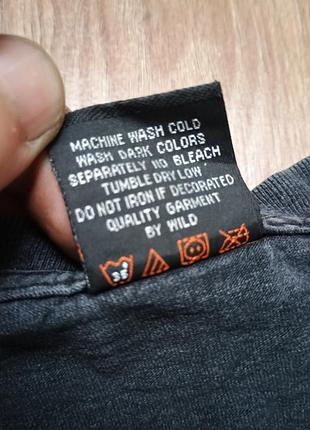 MACHINE WASH COLD
WASH DARK COLORS
SEPARATELY NO BLEACH
TUMBLE DRY LOW
DO NOT IRON IF DECORATED
QUALITY GARMENT
BY WILD